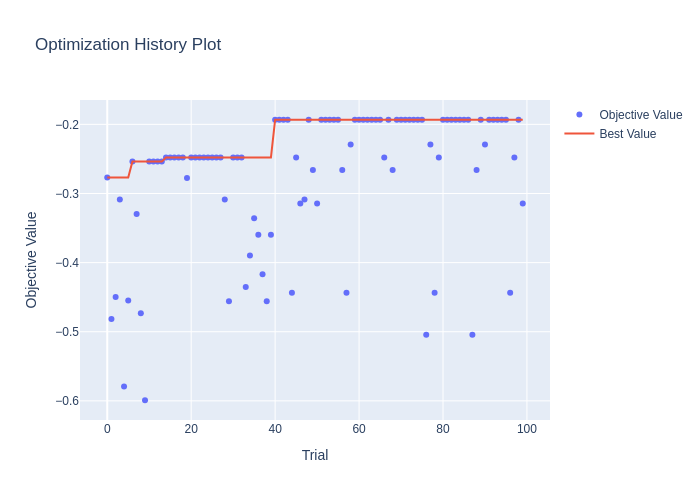 Optimization History Plot
Objective Value
Best Value
−0.2
−0.3
−0.4
−0.5
−0.6
Objective Value
0
20
40
60
80
100
Trial